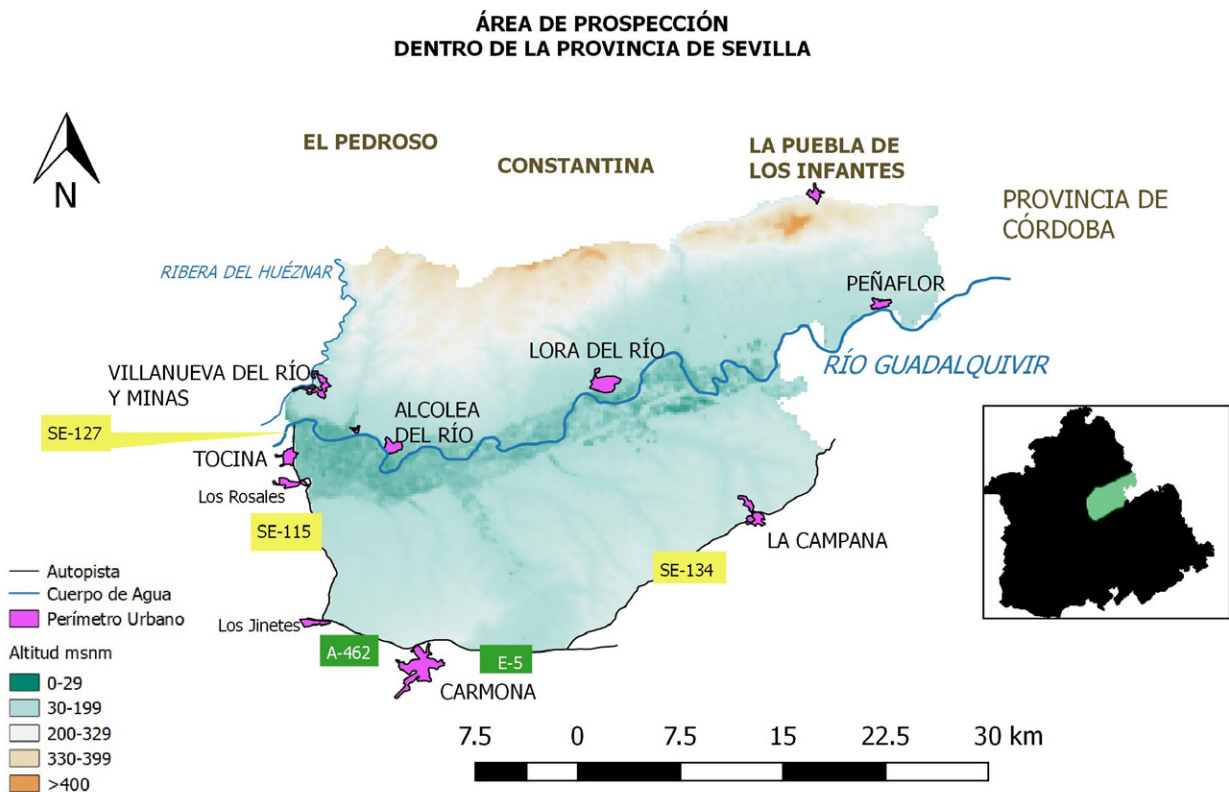 ÁREA DE PROSPECCIÓN
DENTRO DE LA PROVINCIA DE SEVILLA
N
EL PEDROSO
CONSTANTINA
LA PUEBLA DE
LOS INFANTES
PROVINCIA DE
CÓRDOBA
RIBERA DEL HUÉZNAR
PEÑAFLOR
LORA DEL RÍO
RÍO GUADALQUIVIR
VILLANUEVA DEL RÍO
Y MINAS
ALCOLEA
DEL RÍO
SE-127
TOCINA
Los Rosales
SE-115
LA CAMPANA
SE-134
Los Jinetes
A-462
E-5
CARMONA
Autopista
Cuerpo de Agua
Perímetro Urbano
Altitud msnm
0-29
30-199
200-329
330-399
>400
7.5 0 7.5 15 22.5 30 km